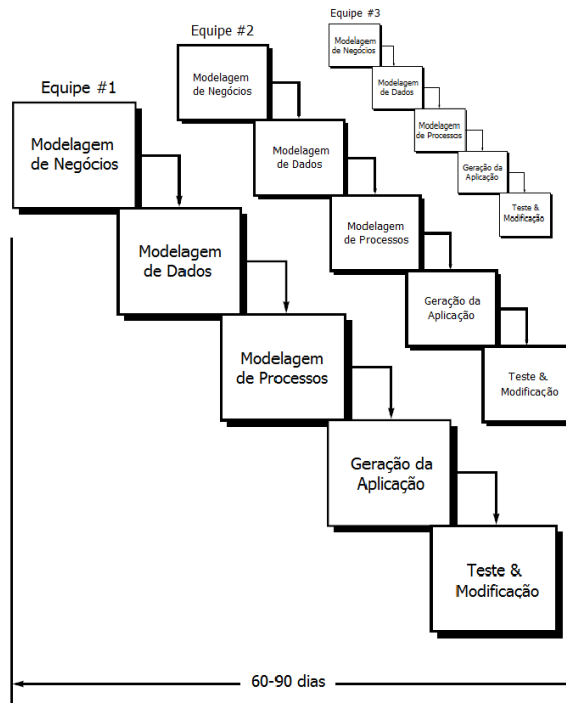 Equipe #1
Modelagem
de Negócios
Modelagem
de Dados
Modelagem
de Processos
Geração da
Aplicação
Teste &
Modificação
Equipe #2
Modelagem
de Negócios
Modelagem
de Dados
Modelagem
de Processos
Geração da
Aplicação
Teste &
Modificação
Equipe #3
Modelagem
de Negócios
Modelagem
de Dados
Modelagem
de Processos
Geração da
Aplicação
Teste &
Modificação
60-90 dias